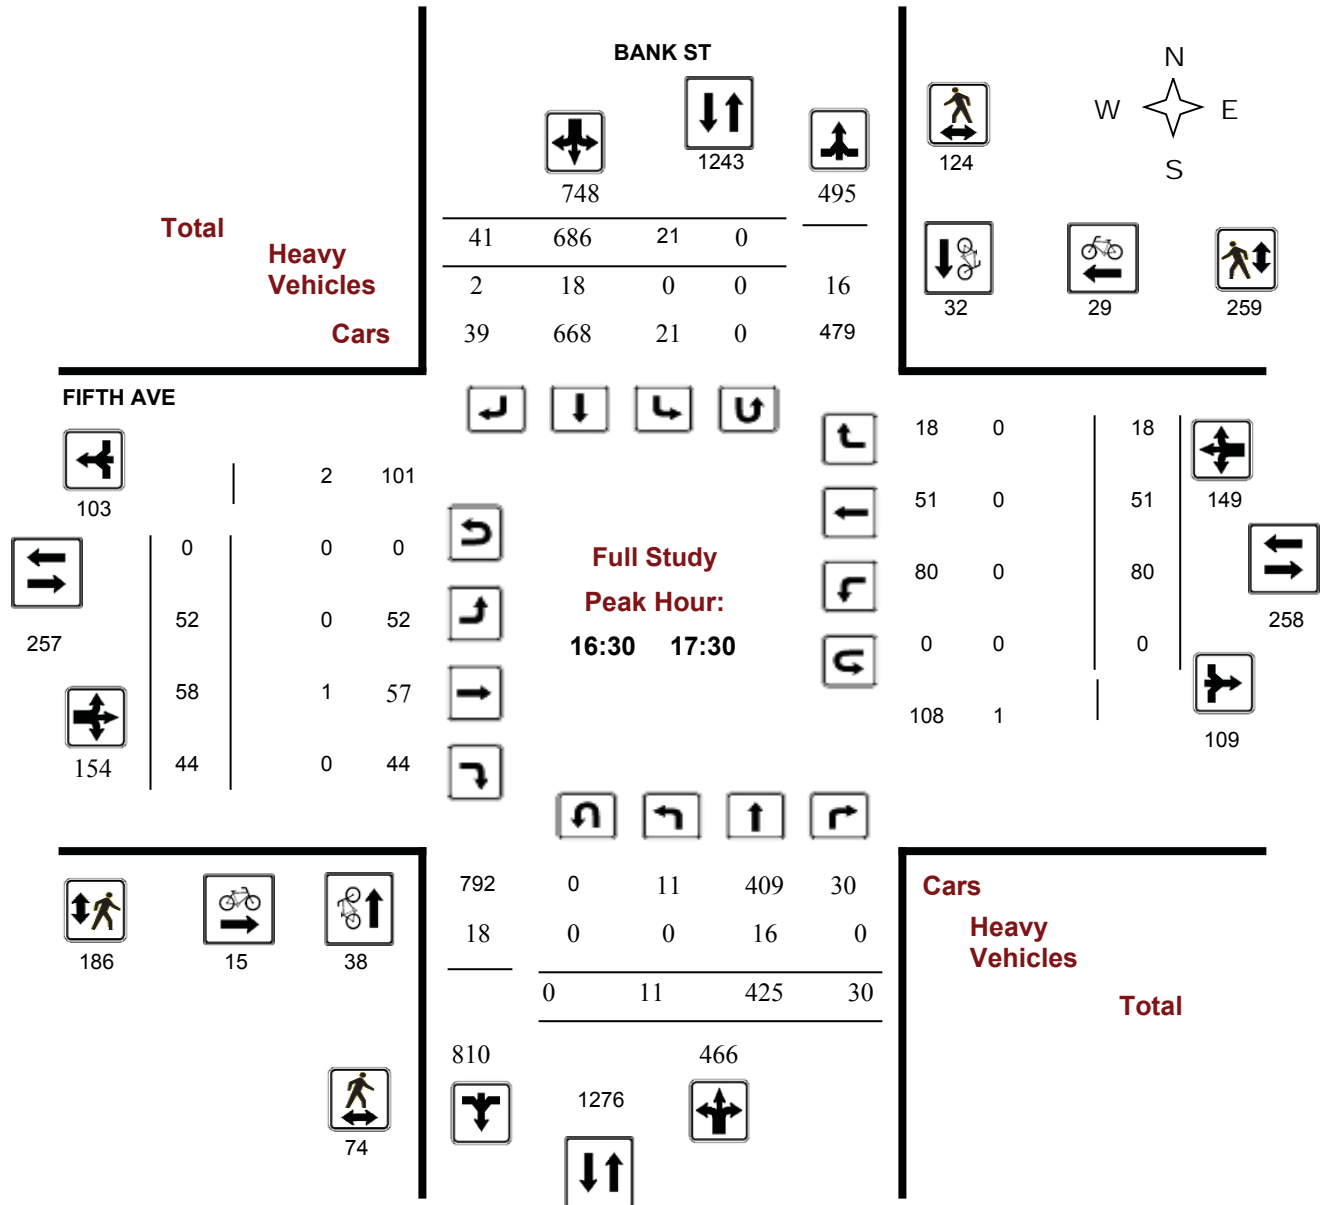 BANK ST
N
W E
S
1243
124
748
495
Total
41 686 21 0
Heavy
Vehicles
2 18 0 0 16
32 29 259
Cars
39 668 21 0 479
FIFTH AVE
18 0 18
2 101
103
51 0 51
149
0 0 0
Full Study
80 0 80
Peak Hour:
52 0 52
258
257
16:30 17:30
0 0 0
58 1 57
108 1
109
154
44 0 44
792 0 11 409 30
Cars
18 0 0 16 0
Heavy
Vehicles
186 15 38
0 11 425 30
Total
810 466
1276
74